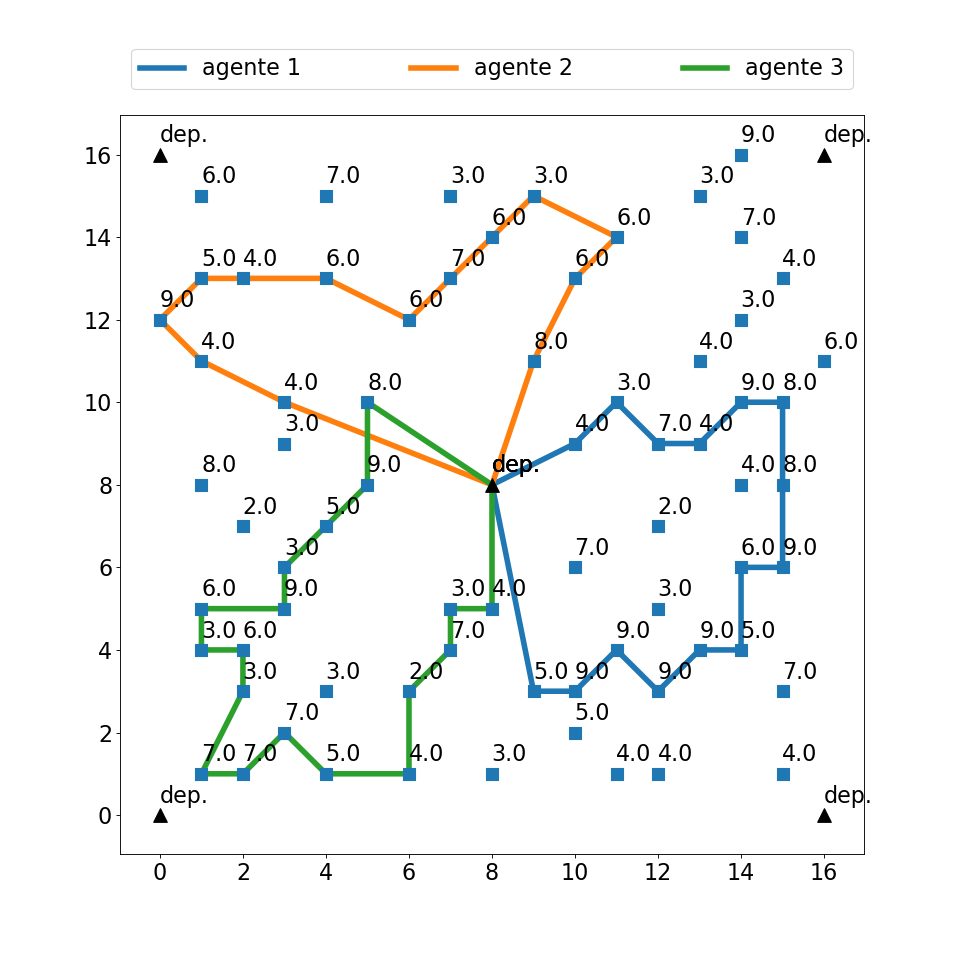 agente 1 agente 2 agente 3
9.0
dep. dep.
16
6.0 7.0 3.0 3.0 3.0
6.0 6.0 7.0
14
5.0 4.0 6.0 7.0 6.0 4.0
9.0 6.0 3.0
12
4.0 8.0 4.0 6.0
4.0 8.0 3.0 9.0 8.0
10
3.0 4.0 7.0 4.0
8.0 9.0 dep. 4.0 8.0
8
2.0 5.0 2.0
3.0 7.0 6.0 9.0
6
6.0 9.0 3.0 4.0 3.0
3.0 6.0 7.0 9.0 9.0 5.0
4
3.0 3.0 2.0 5.0 9.0 9.0 7.0
7.0 5.0
2
7.0 7.0 5.0 4.0 3.0 4.0 4.0 4.0
dep. dep.
0
0 2 4 6 8 10 12 14 16